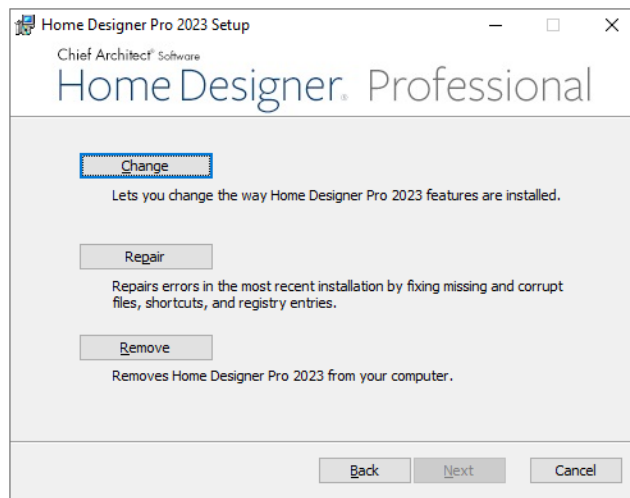 Home Designer Pro 2023 Setup
Chief Architect® Software
Home Designer® Professional
Change
Lets you change the way Home Designer Pro 2023 features are installed.
Repair
Repairs errors in the most recent installation by fixing missing and corrupt
files, shortcuts, and registry entries.
Remove
Removes Home Designer Pro 2023 from your computer.
Back Next Cancel